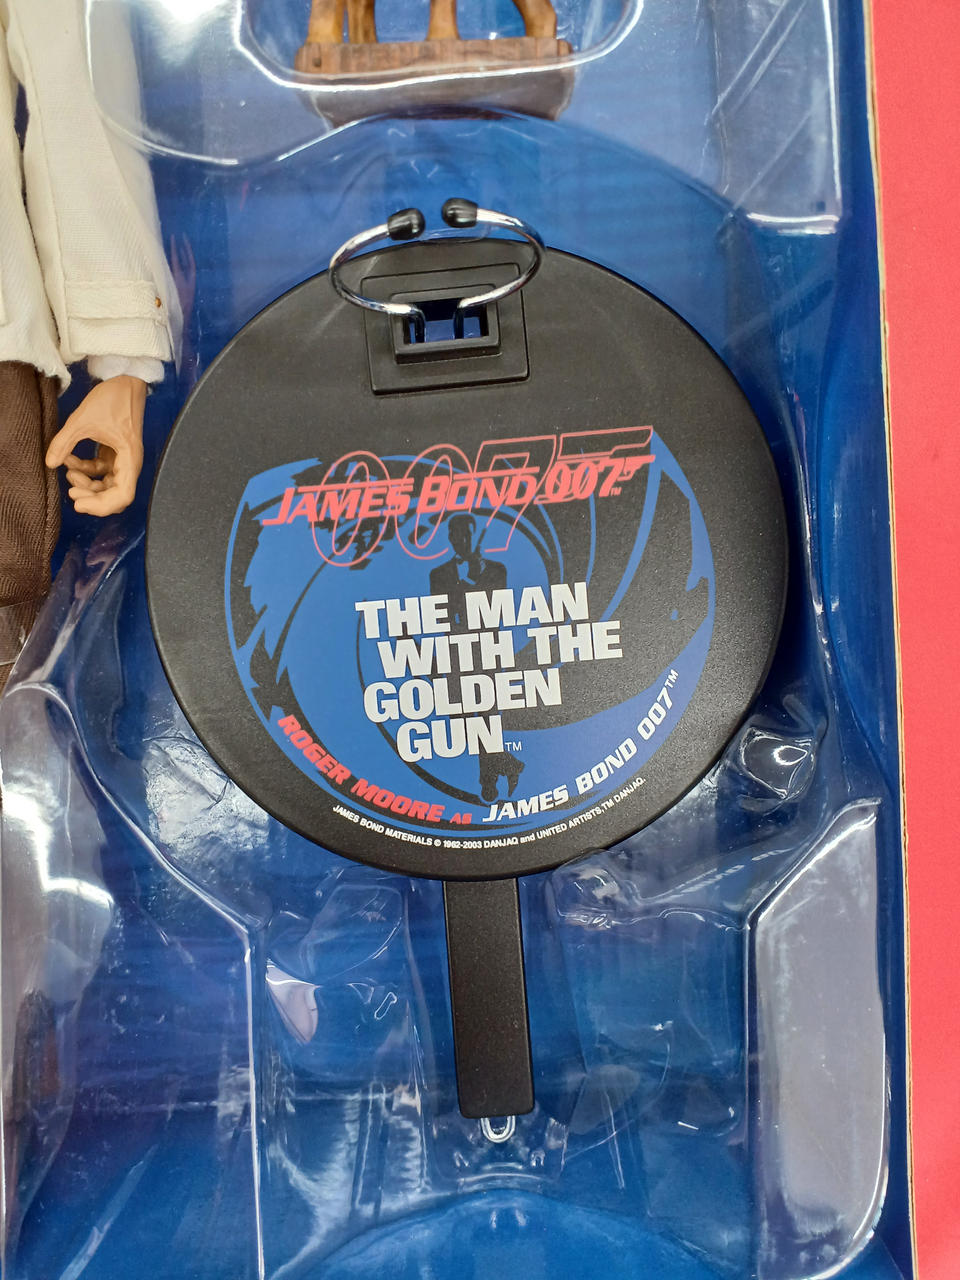 007
JAMES BOND 007™
THE MAN
WITH THE
GOLDEN
GUN™
ROGER MOORE AS JAMES BOND 007™
JAMES BOND MATERIALS © 1962-2003 DANJAQ and UNITED ARTISTS, TM DANJAQ.